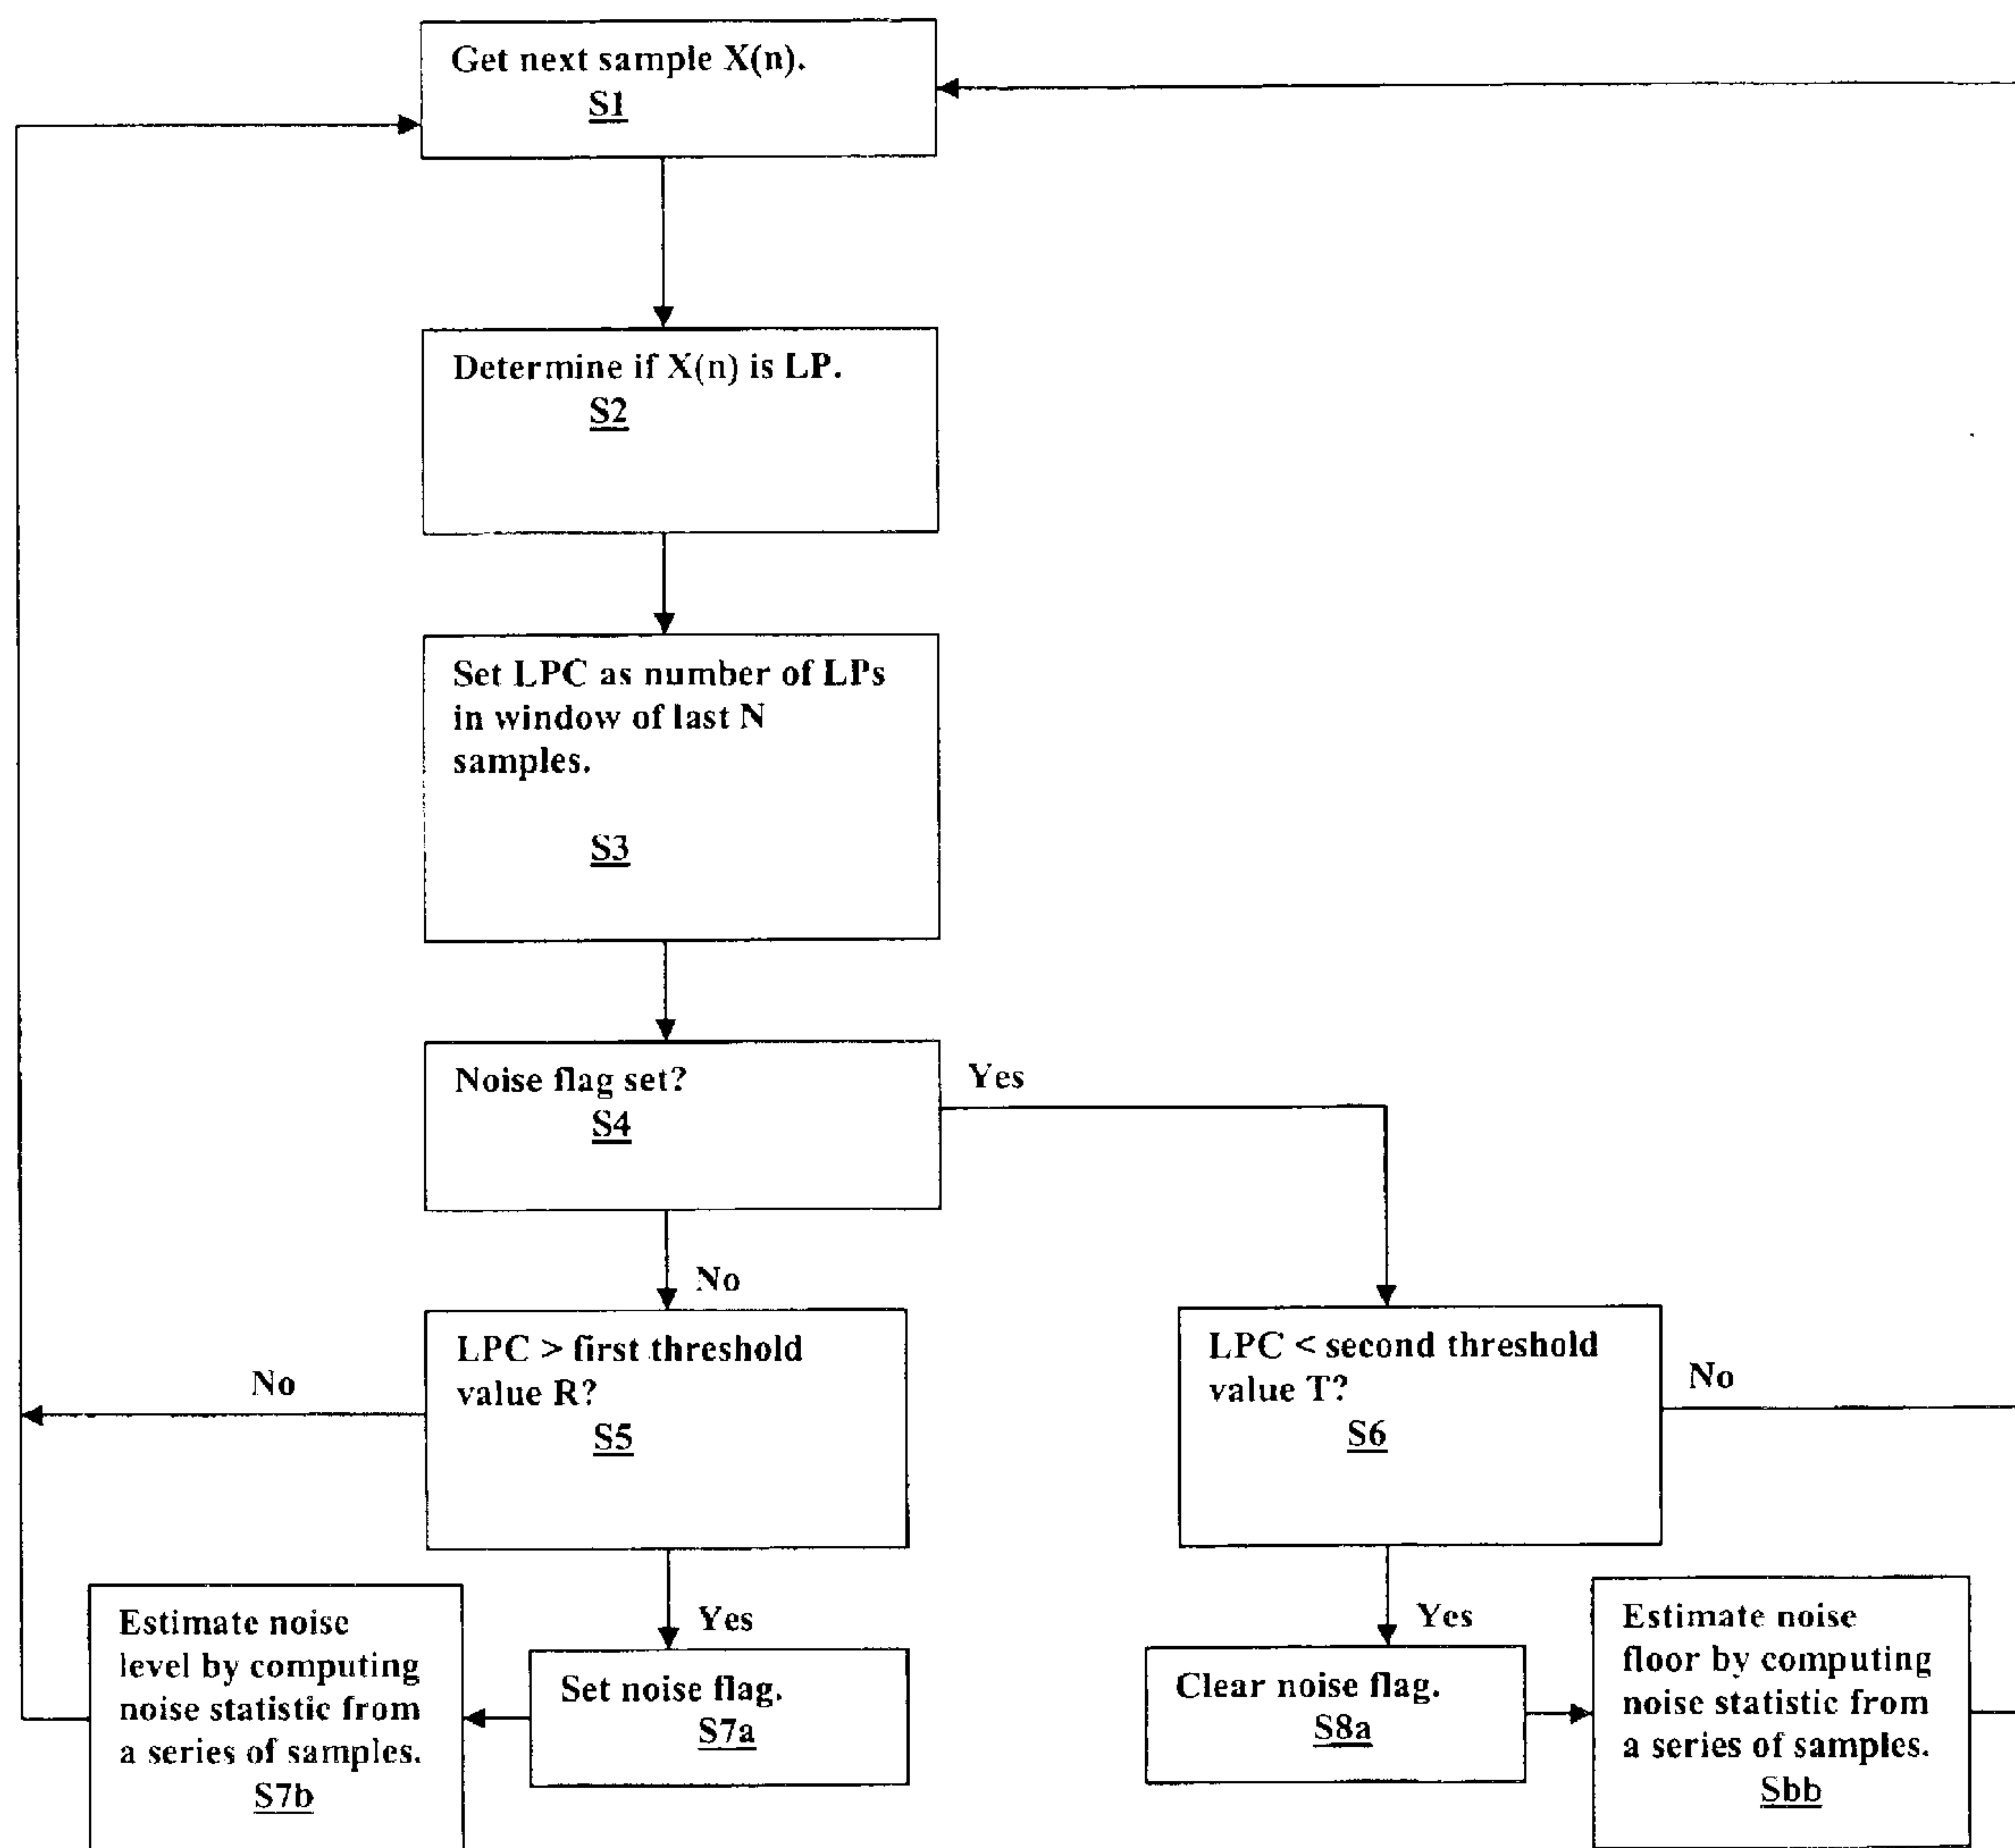 Get next sample X(n).
S1
Determine if X(n) is LP.
S2
Set LPC as number of LPs
in window of last N
samples.
S3
Noise flag set?
S4
Yes
No
LPC > first threshold
value R?
S5
No
Yes
LPC < second threshold
value T?
S6
No
Yes
Set noise flag.
S7a
Estimate noise
level by computing
noise statistic from
a series of samples.
S7b
Clear noise flag.
S8a
Estimate noise
floor by computing
noise statistic from
a series of samples.
Sbb